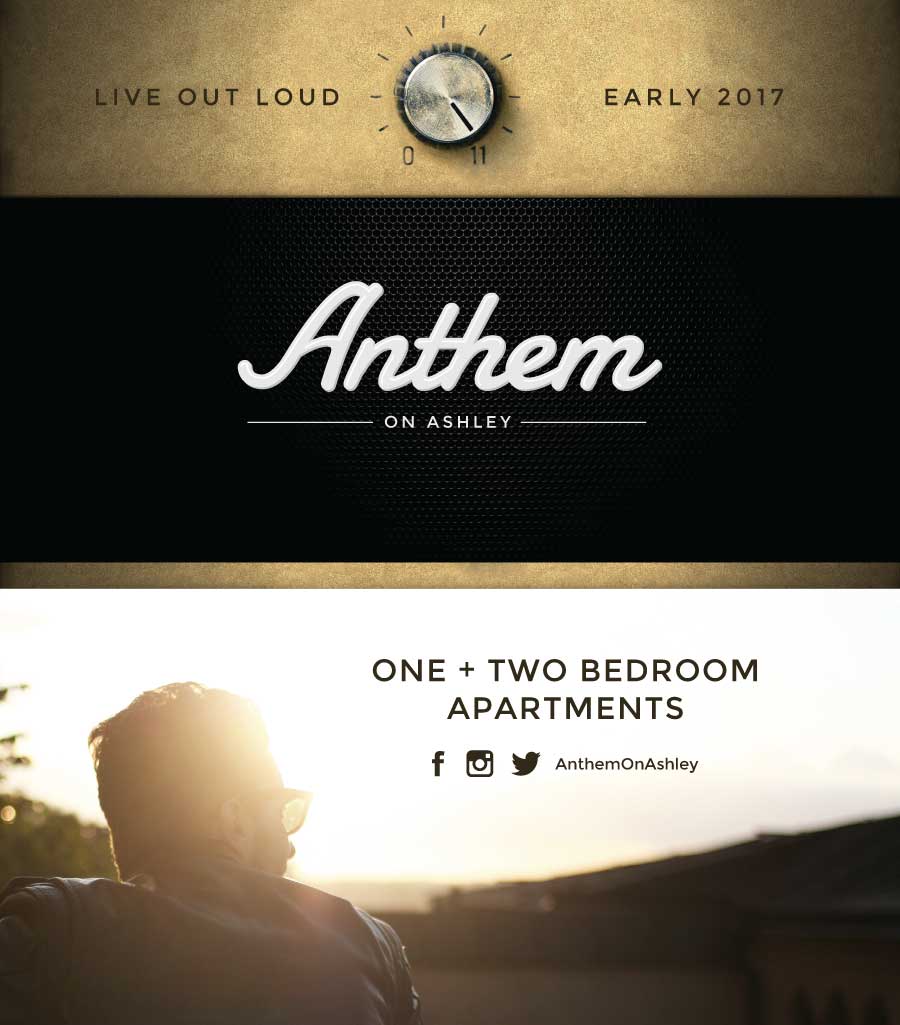 LIVE OUT LOUD
EARLY 2017
0 11
Anthem
ON ASHLEY
ONE + TWO BEDROOM
APARTMENTS
AnthemOnAshley